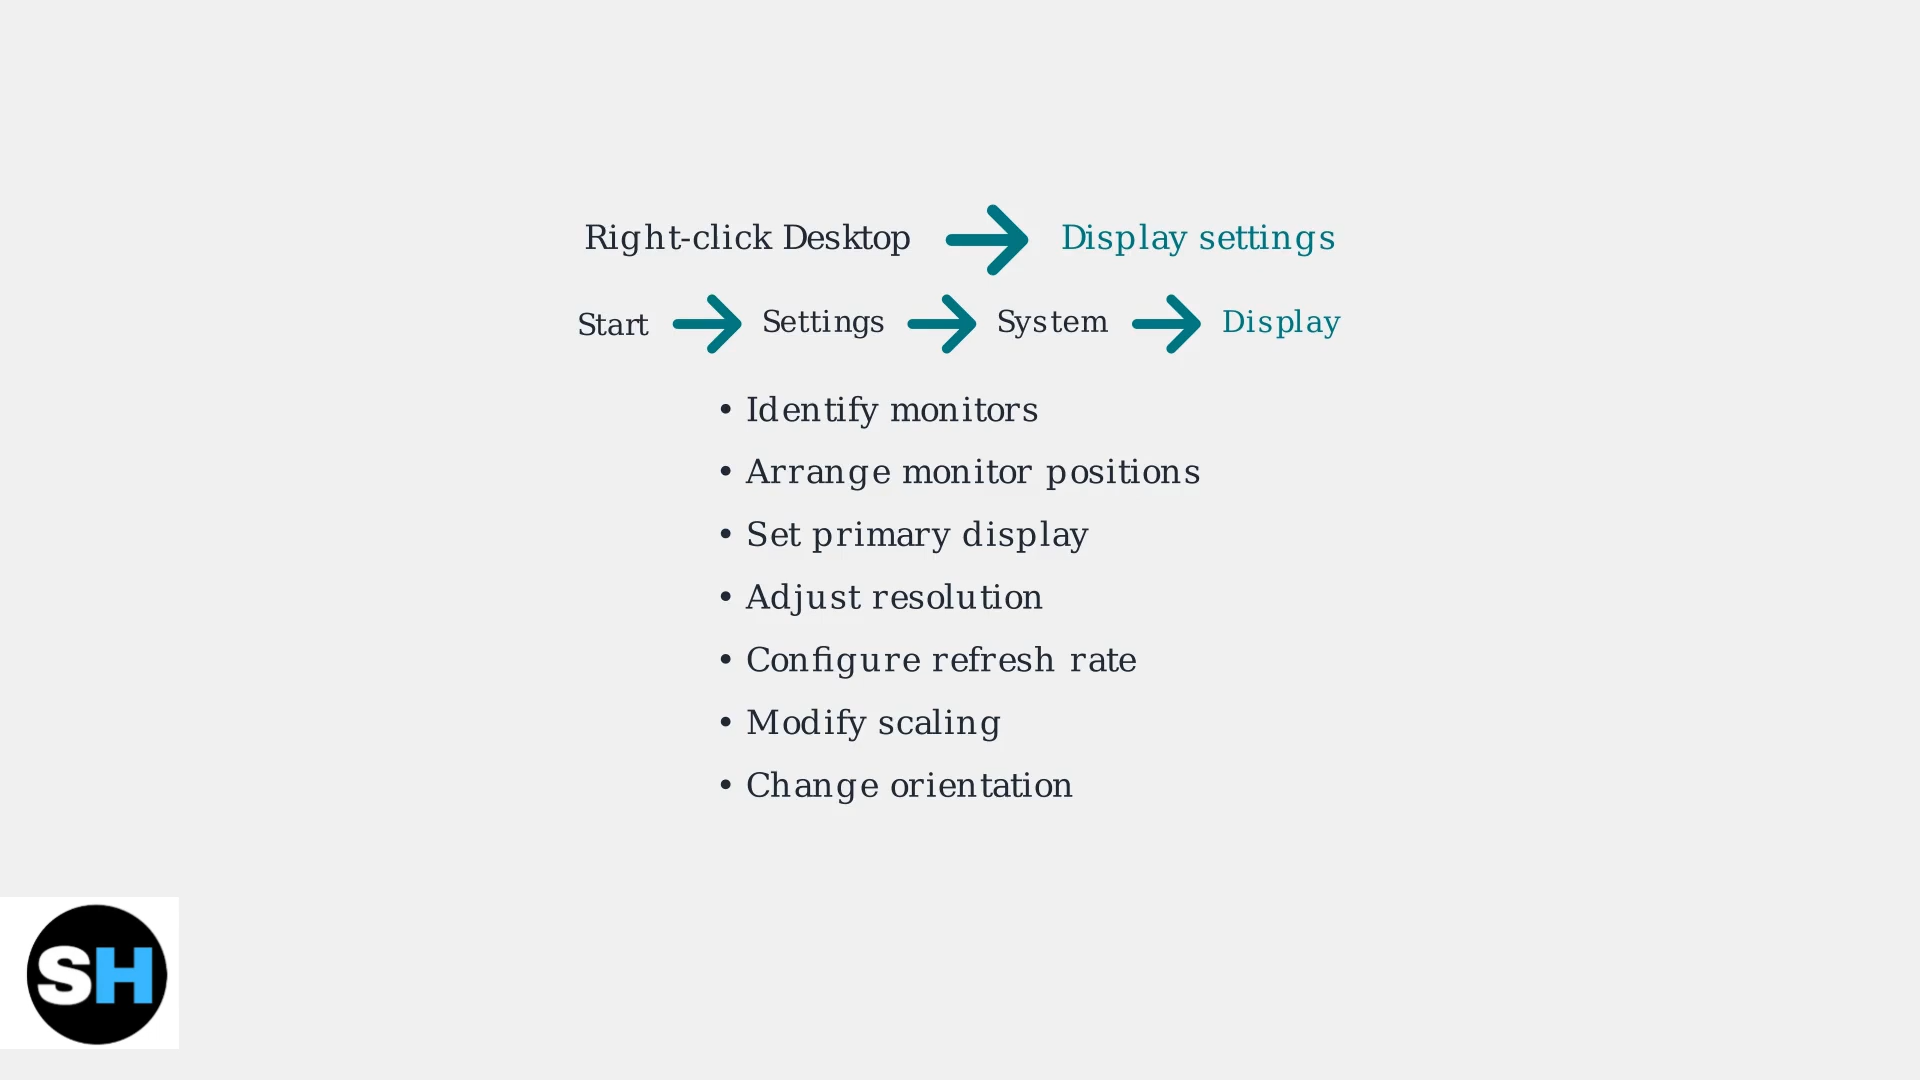 Right-click Desktop → Display settings
Start → Settings → System → Display
• Identify monitors
• Arrange monitor positions
• Set primary display
• Adjust resolution
• Configure refresh rate
• Modify scaling
• Change orientation
SH